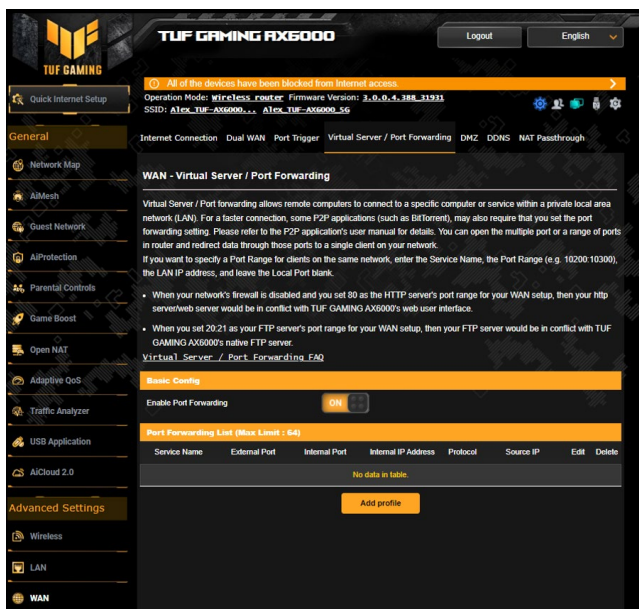 TUF GAMING AX6000
Logout
English
TUF GAMING
All of the devices have been blocked from Internet access.
Quick Internet Setup
Operation Mode: Wireless router Firmware Version: 3.0.0.4.388_31931
SSID: Alex_TUF-AX6000... Alex_TUF-AX6000_5G
General
Internet Connection Dual WAN Port Trigger Virtual Server / Port Forwarding DMZ DDNS NAT Passthrough
Network Map
AiMesh
Guest Network
AiProtection
Parental Controls
Game Boost
Open NAT
Adaptive QoS
Traffic Analyzer
USB Application
AiCloud 2.0
Advanced Settings
Wireless
LAN
WAN
WAN - Virtual Server / Port Forwarding
Virtual Server / Port forwarding allows remote computers to connect to a specific computer or service within a private local area
network (LAN). For a faster connection, some P2P applications (such as BitTorrent), may also require that you set the port
forwarding setting. Please refer to the P2P application's user manual for details. You can open the multiple port or a range of ports
in router and redirect data through those ports to a single client on your network.
If you want to specify a Port Range for clients on the same network, enter the Service Name, the Port Range (e.g. 10200:10300),
the LAN IP address, and leave the Local Port blank.
• When your network's firewall is disabled and you set 80 as the HTTP server's port range for your WAN setup, then your http
server/web server would be in conflict with TUF GAMING AX6000's web user interface.
• When you set 20:21 as your FTP server's port range for your WAN setup, then your FTP server would be in conflict with TUF
GAMING AX6000's native FTP server.
Virtual Server / Port Forwarding FAQ
Basic Config
Enable Port Forwarding ON
Port Forwarding List (Max Limit : 64)
Service Name External Port Internal Port Internal IP Address Protocol Source IP Edit Delete
No data in table.
Add profile